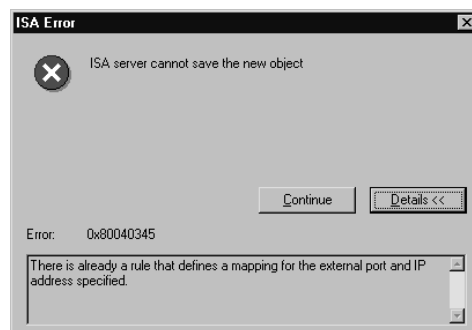 ISA Error
ISA server cannot save the new object
Continue
Details <<
Error: 0x80040345
There is already a rule that defines a mapping for the external port and IP
address specified.